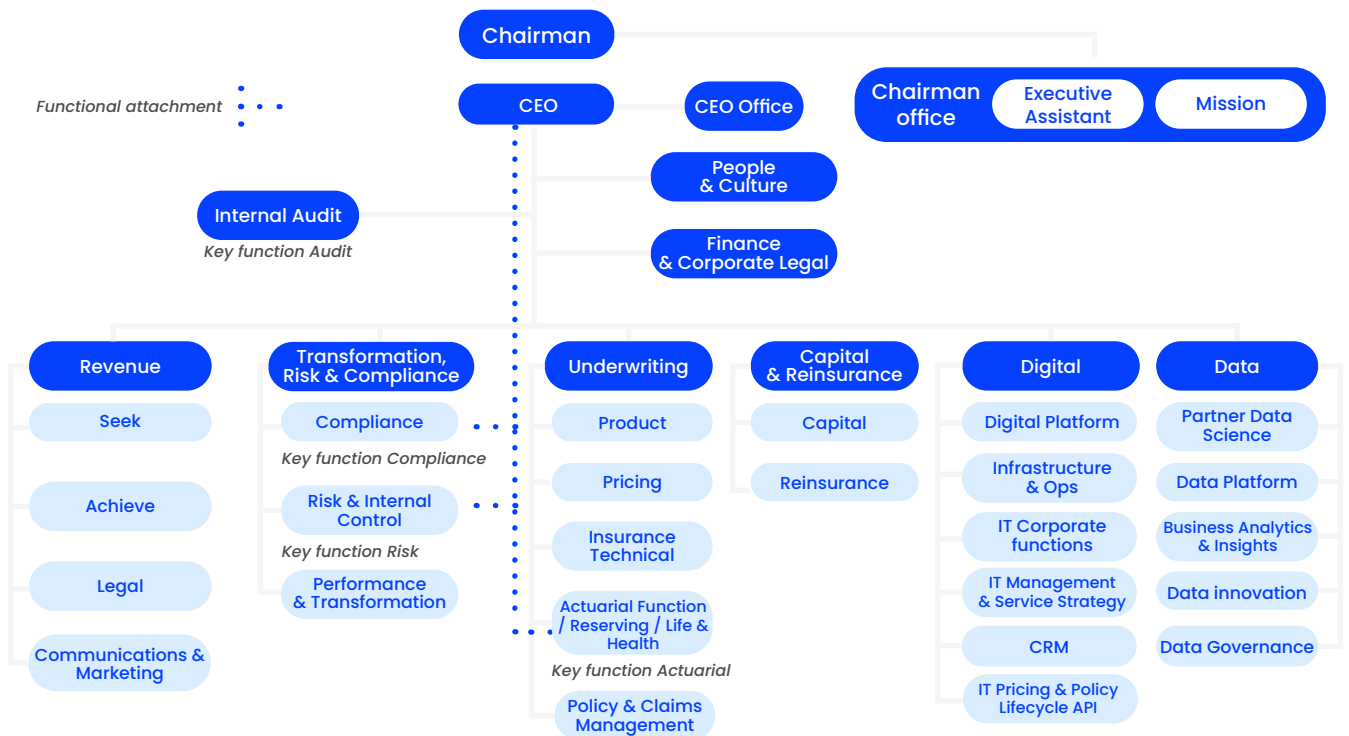 Chairman
Chairman
office
Executive
Assistant
Mission
Functional attachment
CEO
CEO Office
People
& Culture
Internal Audit
Key function Audit
Finance
& Corporate Legal
Revenue
Seek
Achieve
Legal
Communications &
Marketing
Transformation,
Risk & Compliance
Compliance
Key function Compliance
Risk & Internal
Control
Key function Risk
Performance
& Transformation
Underwriting
Product
Pricing
Insurance
Technical
Actuarial Function
/ Reserving / Life &
Health
Key function Actuarial
Policy & Claims
Management
Capital
& Reinsurance
Capital
Reinsurance
Digital
Digital Platform
Infrastructure
& Ops
IT Corporate
functions
IT Management
& Service Strategy
CRM
IT Pricing & Policy
Lifecycle API
Data
Partner Data
Science
Data Platform
Business Analytics
& Insights
Data innovation
Data Governance